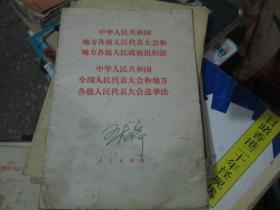 中华人民共和国
地方各级人民代表大会和
地方各级人民政府组织法
中华人民共和国
全国人民代表大会和地方
各级人民代表大会选举法
人民出版社